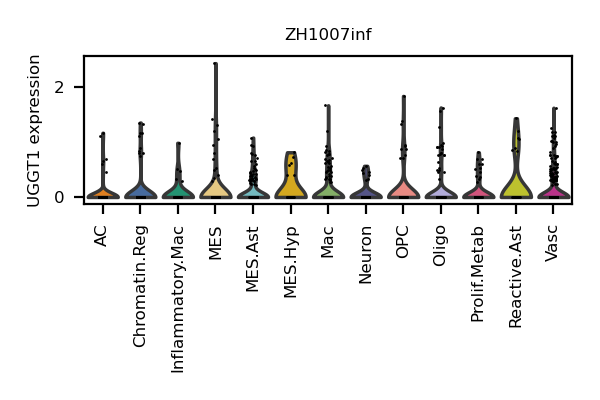 ZH1007inf
UGGT1 expression
2
0
AC
Chromatin.Reg
Inflammatory.Mac
MES
MES.Ast
MES.Hyp
Mac
Neuron
OPC
Oligo
Prolif.Metab
Reactive.Ast
Vasc